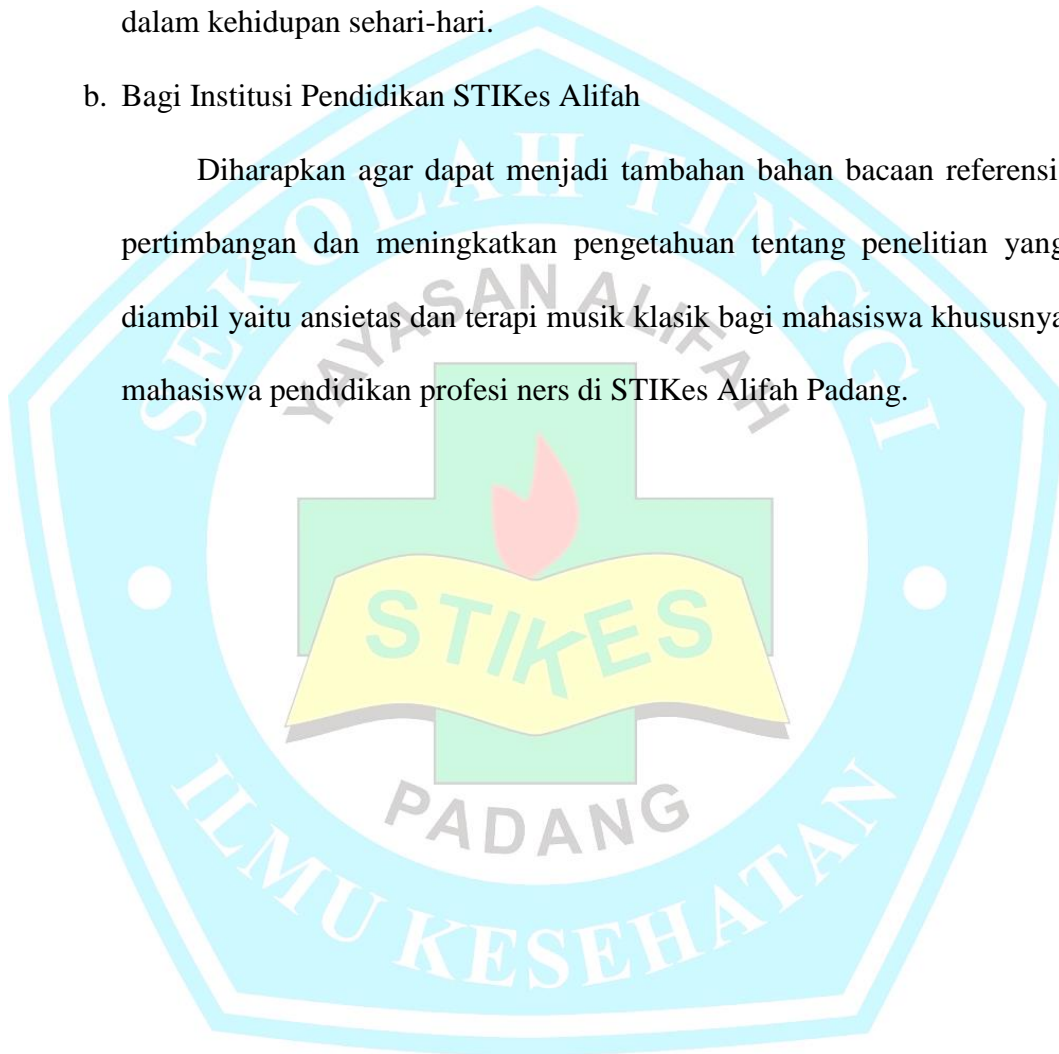 dalam kehidupan sehari-hari.
b. Bagi Institusi Pendidikan STIKes Alifah
Diharapkan agar dapat menjadi tambahan bahan bacaan referensi
pertimbangan dan meningkatkan pengetahuan tentang penelitian yang
diambil yaitu ansietas dan terapi musik klasik bagi mahasiswa khususnya
mahasiswa pendidikan profesi ners di STIKes Alifah Padang.
SEKOLAH TINGGI
YAYASAN ALIFAH
STIKES
PADANG
ILMU KESEHATAN